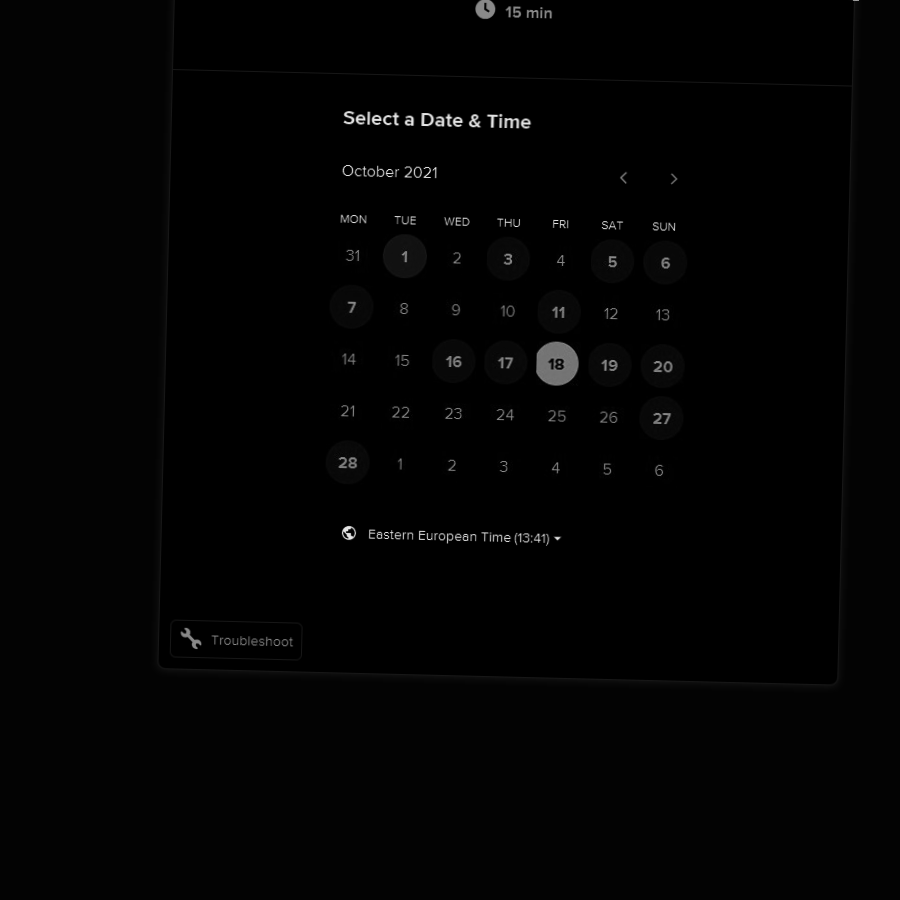 15 min
Select a Date & Time
October 2021
MON TUE WED THU FRI SAT SUN
31 1 2 3 4 5 6
7 8 9 10 11 12 13
14 15 16 17 18 19 20
21 22 23 24 25 26 27
28 1 2 3 4 5 6
Eastern European Time (13:41)
Troubleshoot